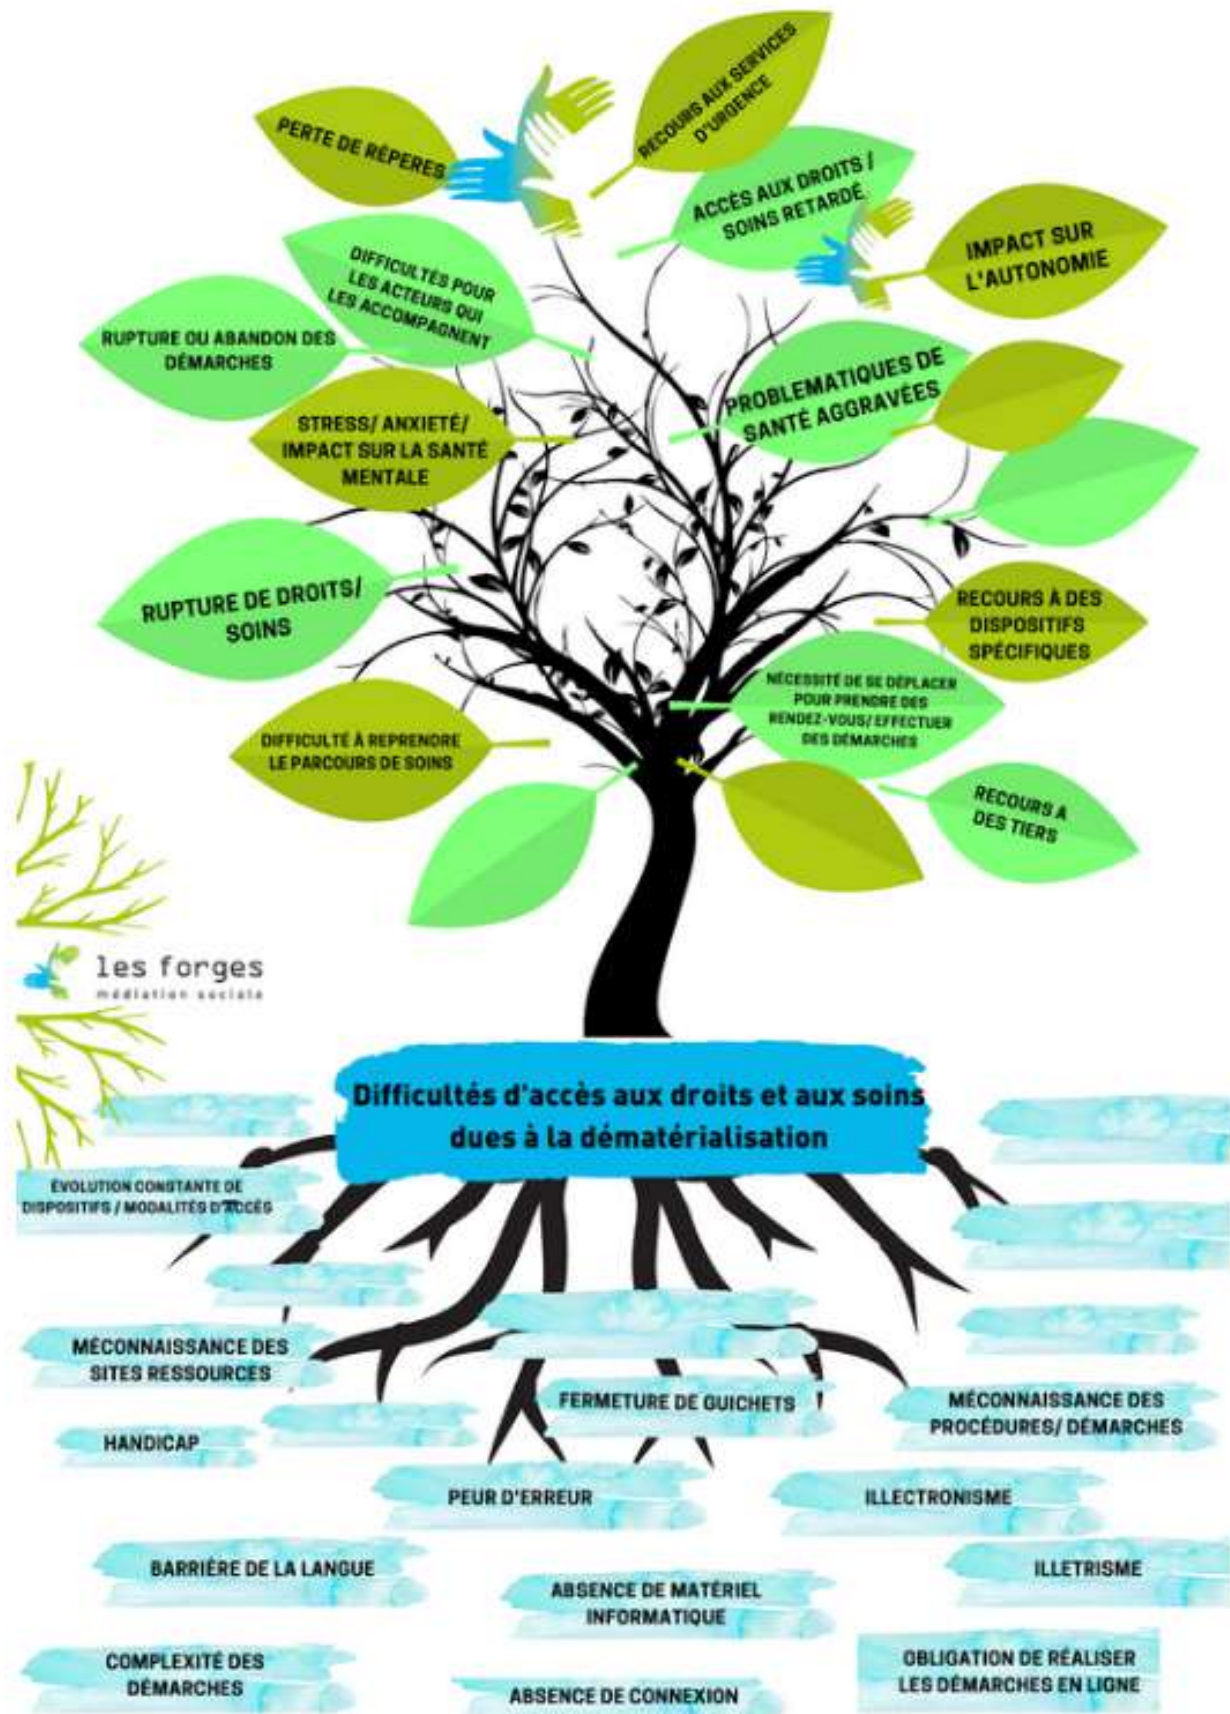 RECOURS AUX SERVICES
D'URGENCE
PERTE DE RÉPERES
ACCÈS AUX DROITS /
SOINS RETARDÉ
IMPACT SUR
L'AUTONOMIE
DIFFICULTÉS POUR
LES ACTEURS QUI
LES ACCOMPAGNENT
RUPTURE OU ABANDON DES
DÉMARCHES
PROBLEMATIQUES DE
SANTÉ AGGRAVÉES
STRESS/ ANXIETÉ/
IMPACT SUR LA SANTÉ
MENTALE
RUPTURE DE DROITS/
SOINS
RECOURS À DES
DISPOSITIFS
SPÉCIFIQUES
NÉCESSITÉ DE SE DÉPLACER
POUR PRENDRE DES
RENDEZ-VOUS/ EFFECTUER
DES DÉMARCHES
DIFFICULTÉ À REPRENDRE
LE PARCOURS DE SOINS
RECOURS A
DES TIERS
les forges
médiation sociale
Difficultés d'accès aux droits et aux soins
dues à la dématérialisation
ÉVOLUTION CONSTANTE DE
DISPOSITIFS / MODALITÉS D'ACCÉS
MÉCONNAISSANCE DES
SITES RESSOURCES
FERMETURE DE GUICHETS
MÉCONNAISSANCE DES
PROCÉDURES/ DÉMARCHES
HANDICAP
PEUR D'ERREUR
ILLECTRONISME
BARRIÈRE DE LA LANGUE
ILLETRISME
ABSENCE DE MATÉRIEL
INFORMATIQUE
COMPLEXITÉ DES
DÉMARCHES
OBLIGATION DE RÉALISER
LES DÉMARCHES EN LIGNE
ABSENCE DE CONNEXION